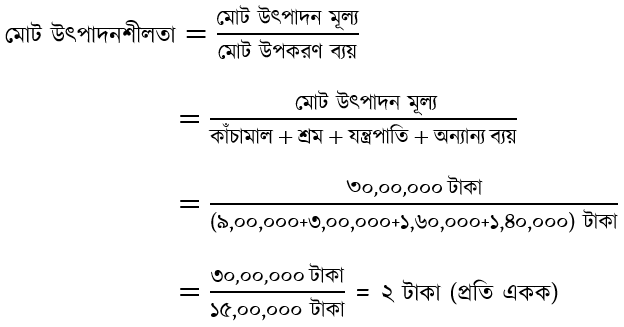 মোট উৎপাদনশীলতা = মোট উৎপাদন মূল্য / মোট উপকরণ ব্যয়
= মোট উৎপাদন মূল্য / কাঁচামাল + শ্রম + যন্ত্রপাতি + অন্যান্য ব্যয়
= ৩০,০০,০০০ টাকা / (৯,০০,০০০+৩,০০,০০০+১,৬০,০০০+১,৪০,০০০) টাকা
= ৩০,০০,০০০ টাকা / ১৫,০০,০০০ টাকা = ২ টাকা (প্রতি একক)